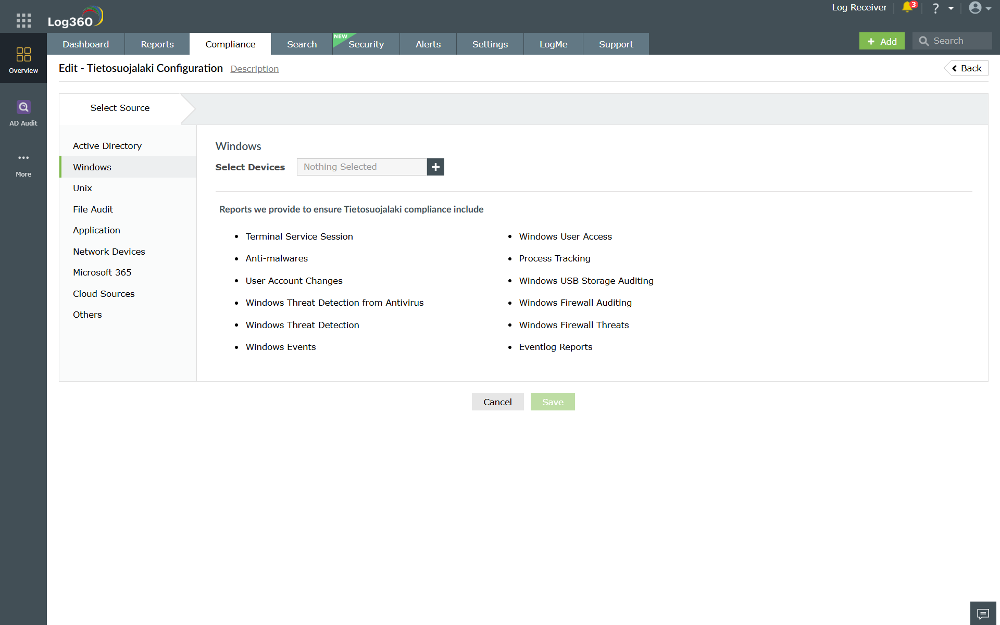 Log Receiver
3
?
Log360
Dashboard
Reports
Compliance
Search
NEW
Security
Alerts
Settings
LogMe
Support
+ Add
Search
Overview
AD Audit
More
Edit - Tietosuojalaki Configuration Description
Back
Select Source
Active Directory
Windows
Unix
File Audit
Application
Network Devices
Microsoft 365
Cloud Sources
Others
Windows
Select Devices Nothing Selected
Reports we provide to ensure Tietosuojalaki compliance include
• Terminal Service Session
• Windows User Access
• Anti-malwares
• Process Tracking
• User Account Changes
• Windows USB Storage Auditing
• Windows Threat Detection from Antivirus
• Windows Firewall Auditing
• Windows Threat Detection
• Windows Firewall Threats
• Windows Events
• Eventlog Reports
Cancel
Save